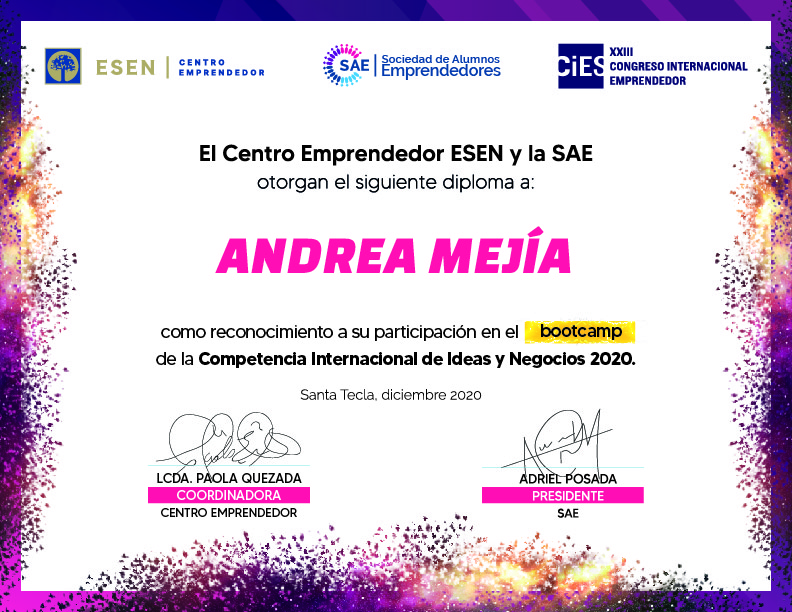 ESEN | CENTRO EMPRENDEDOR
SAE | Sociedad de Alumnos Emprendedores
CiES XXIII CONGRESO INTERNACIONAL EMPRENDEDOR
El Centro Emprendedor ESEN y la SAE
otorgan el siguiente diploma a:
ANDREA MEJÍA
como reconocimiento a su participación en el bootcamp
de la Competencia Internacional de Ideas y Negocios 2020.
Santa Tecla, diciembre 2020
LCDA. PAOLA QUEZADA
COORDINADORA
CENTRO EMPRENDEDOR
ADRIEL POSADA
PRESIDENTE
SAE